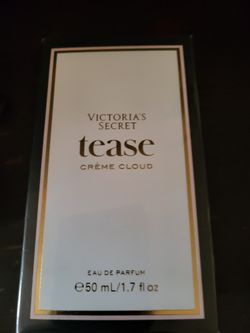 VICTORIA'S
SECRET
tease
CRÈME CLOUD
EAU DE PARFUM
℮50 mL/1.7 fl oz